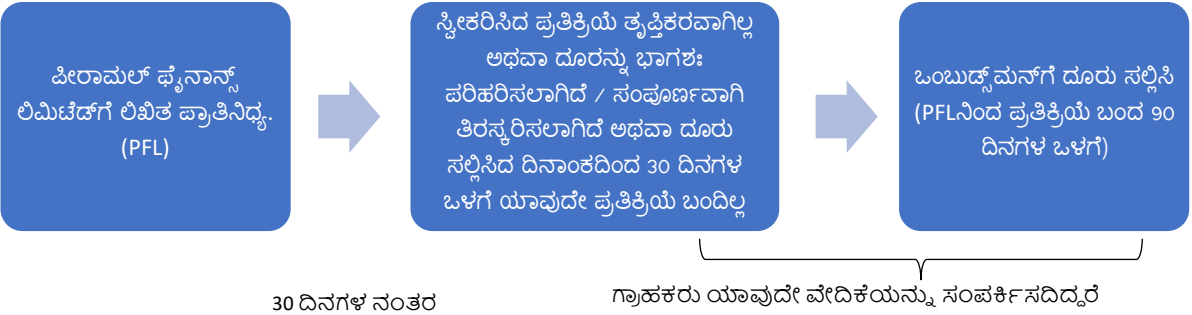 ಪೀರಾಮಲ್ ಫೈನಾನ್ಸ್
ಲಿಮಿಟೆಡ್‌ಗೆ ಲಿಖಿತ ಪ್ರಾತಿನಿಧ್ಯ.
(PFL)
ಸ್ವೀಕರಿಸಿದ ಪ್ರತಿಕ್ರಿಯೆ ತೃಪ್ತಿಕರವಾಗಿಲ್ಲ
ಅಥವಾ ದೂರನ್ನು ಭಾಗಶಃ
ಪರಿಹರಿಸಲಾಗಿದೆ / ಸಂಪೂರ್ಣವಾಗಿ
ತಿರಸ್ಕರಿಸಲಾಗಿದೆ ಅಥವಾ ದೂರು
ಸಲ್ಲಿಸಿದ ದಿನಾಂಕದಿಂದ 30 ದಿನಗಳ
ಒಳಗೆ ಯಾವುದೇ ಪ್ರತಿಕ್ರಿಯೆ ಬಂದಿಲ್ಲ
ಒಂಬುಡ್ಸ್‌ಮನ್‌ಗೆ ದೂರು ಸಲ್ಲಿಸಿ
(PFLನಿಂದ ಪ್ರತಿಕ್ರಿಯೆ ಬಂದ 90
ದಿನಗಳ ಒಳಗೆ)
30 ದಿನಗಳ ನಂತರ
ಗ್ರಾಹಕರು ಯಾವುದೇ ವೇದಿಕೆಯನ್ನು ಸಂಪರ್ಕಿಸದಿದ್ದರೆ